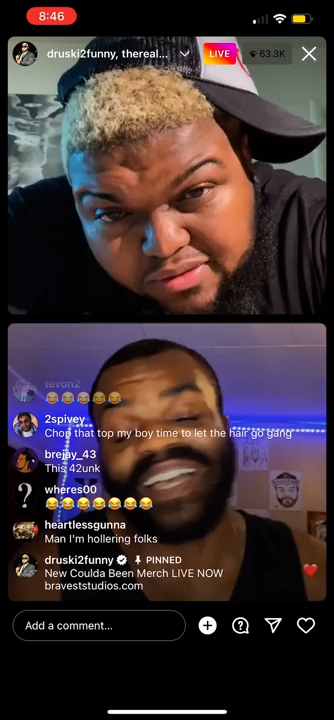 8:46
druski2funny, thereal...
LIVE
63.3K
tevon2
😂😂😂😂😂
2spivey
Chop that top my boy time to let the hair go gang
brejay_43
This 42unk
wheres00
😂😂😂😂😂😂😂
heartlessgunna
Man I'm hollering folks
druski2funny PINNED
New Coulda Been Merch LIVE NOW
braveststudios.com
Add a comment...